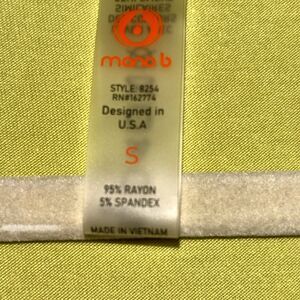 mono b
STYLE: 8254
RN#162774
Designed in
U.S.A
S
95% RAYON
5% SPANDEX
MADE IN VIETNAM